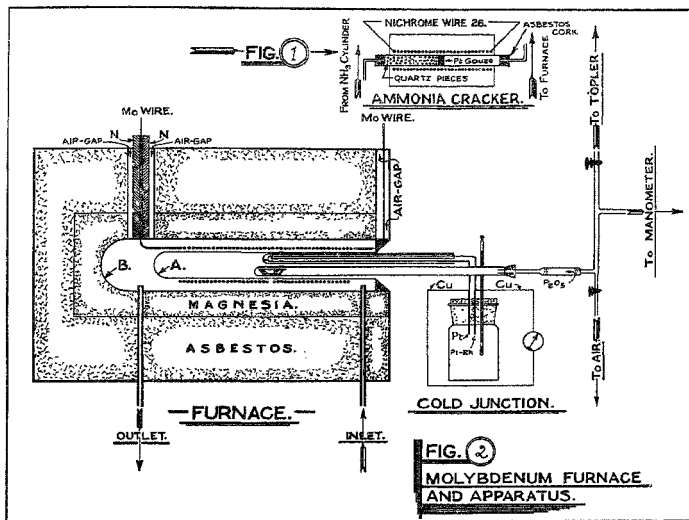 FIG. 1
NICHROME WIRE 26.
ASBESTOS
CORK.
FROM NH3 CYLINDER
Pt Gauze
QUARTZ PIECES
TO FURNACE
AMMONIA CRACKER.
TO TÖPLER
Mo WIRE.
Mo WIRE.
N N
AIR-GAP
AIR-GAP
AIR-GAP
TO MANOMETER
B. A.
P2O5
MAGNESIA.
Cu Cu
ASBESTOS.
Pt
Pt-Rh
TO AIR.
FURNACE.
COLD JUNCTION.
OUTLET. INLET.
FIG. 2
MOLYBDENUM FURNACE
AND APPARATUS.